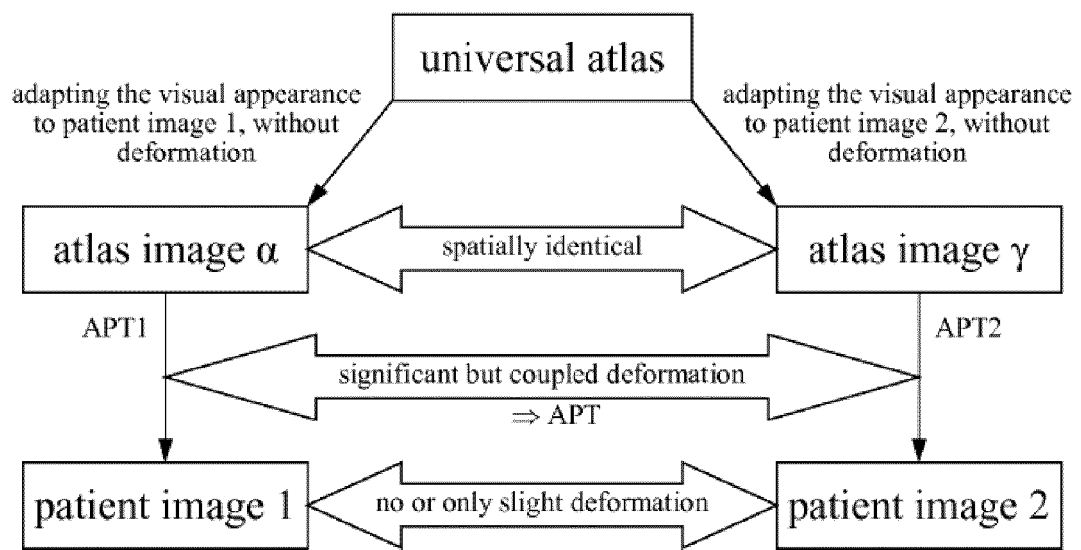 universal atlas
adapting the visual appearance
to patient image 1, without
deformation
adapting the visual appearance
to patient image 2, without
deformation
atlas image α
spatially identical
atlas image γ
APT1
APT2
significant but coupled deformation
⇒ APT
patient image 1
no or only slight deformation
patient image 2